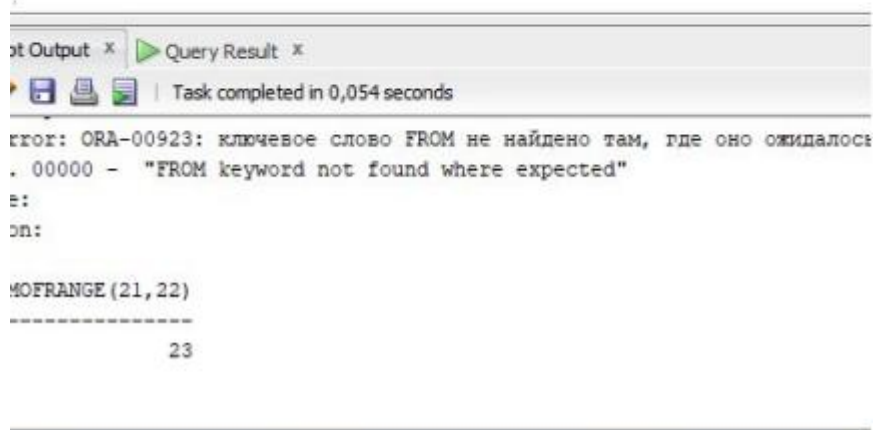 pt Output x Query Result x
Task completed in 0,054 seconds
rror: ORA-00923: ключевое слово FROM не найдено там, где оно ожидалось
. 00000 - "FROM keyword not found where expected"
e:
on:
MOFRANGE(21,22)
----------------
23